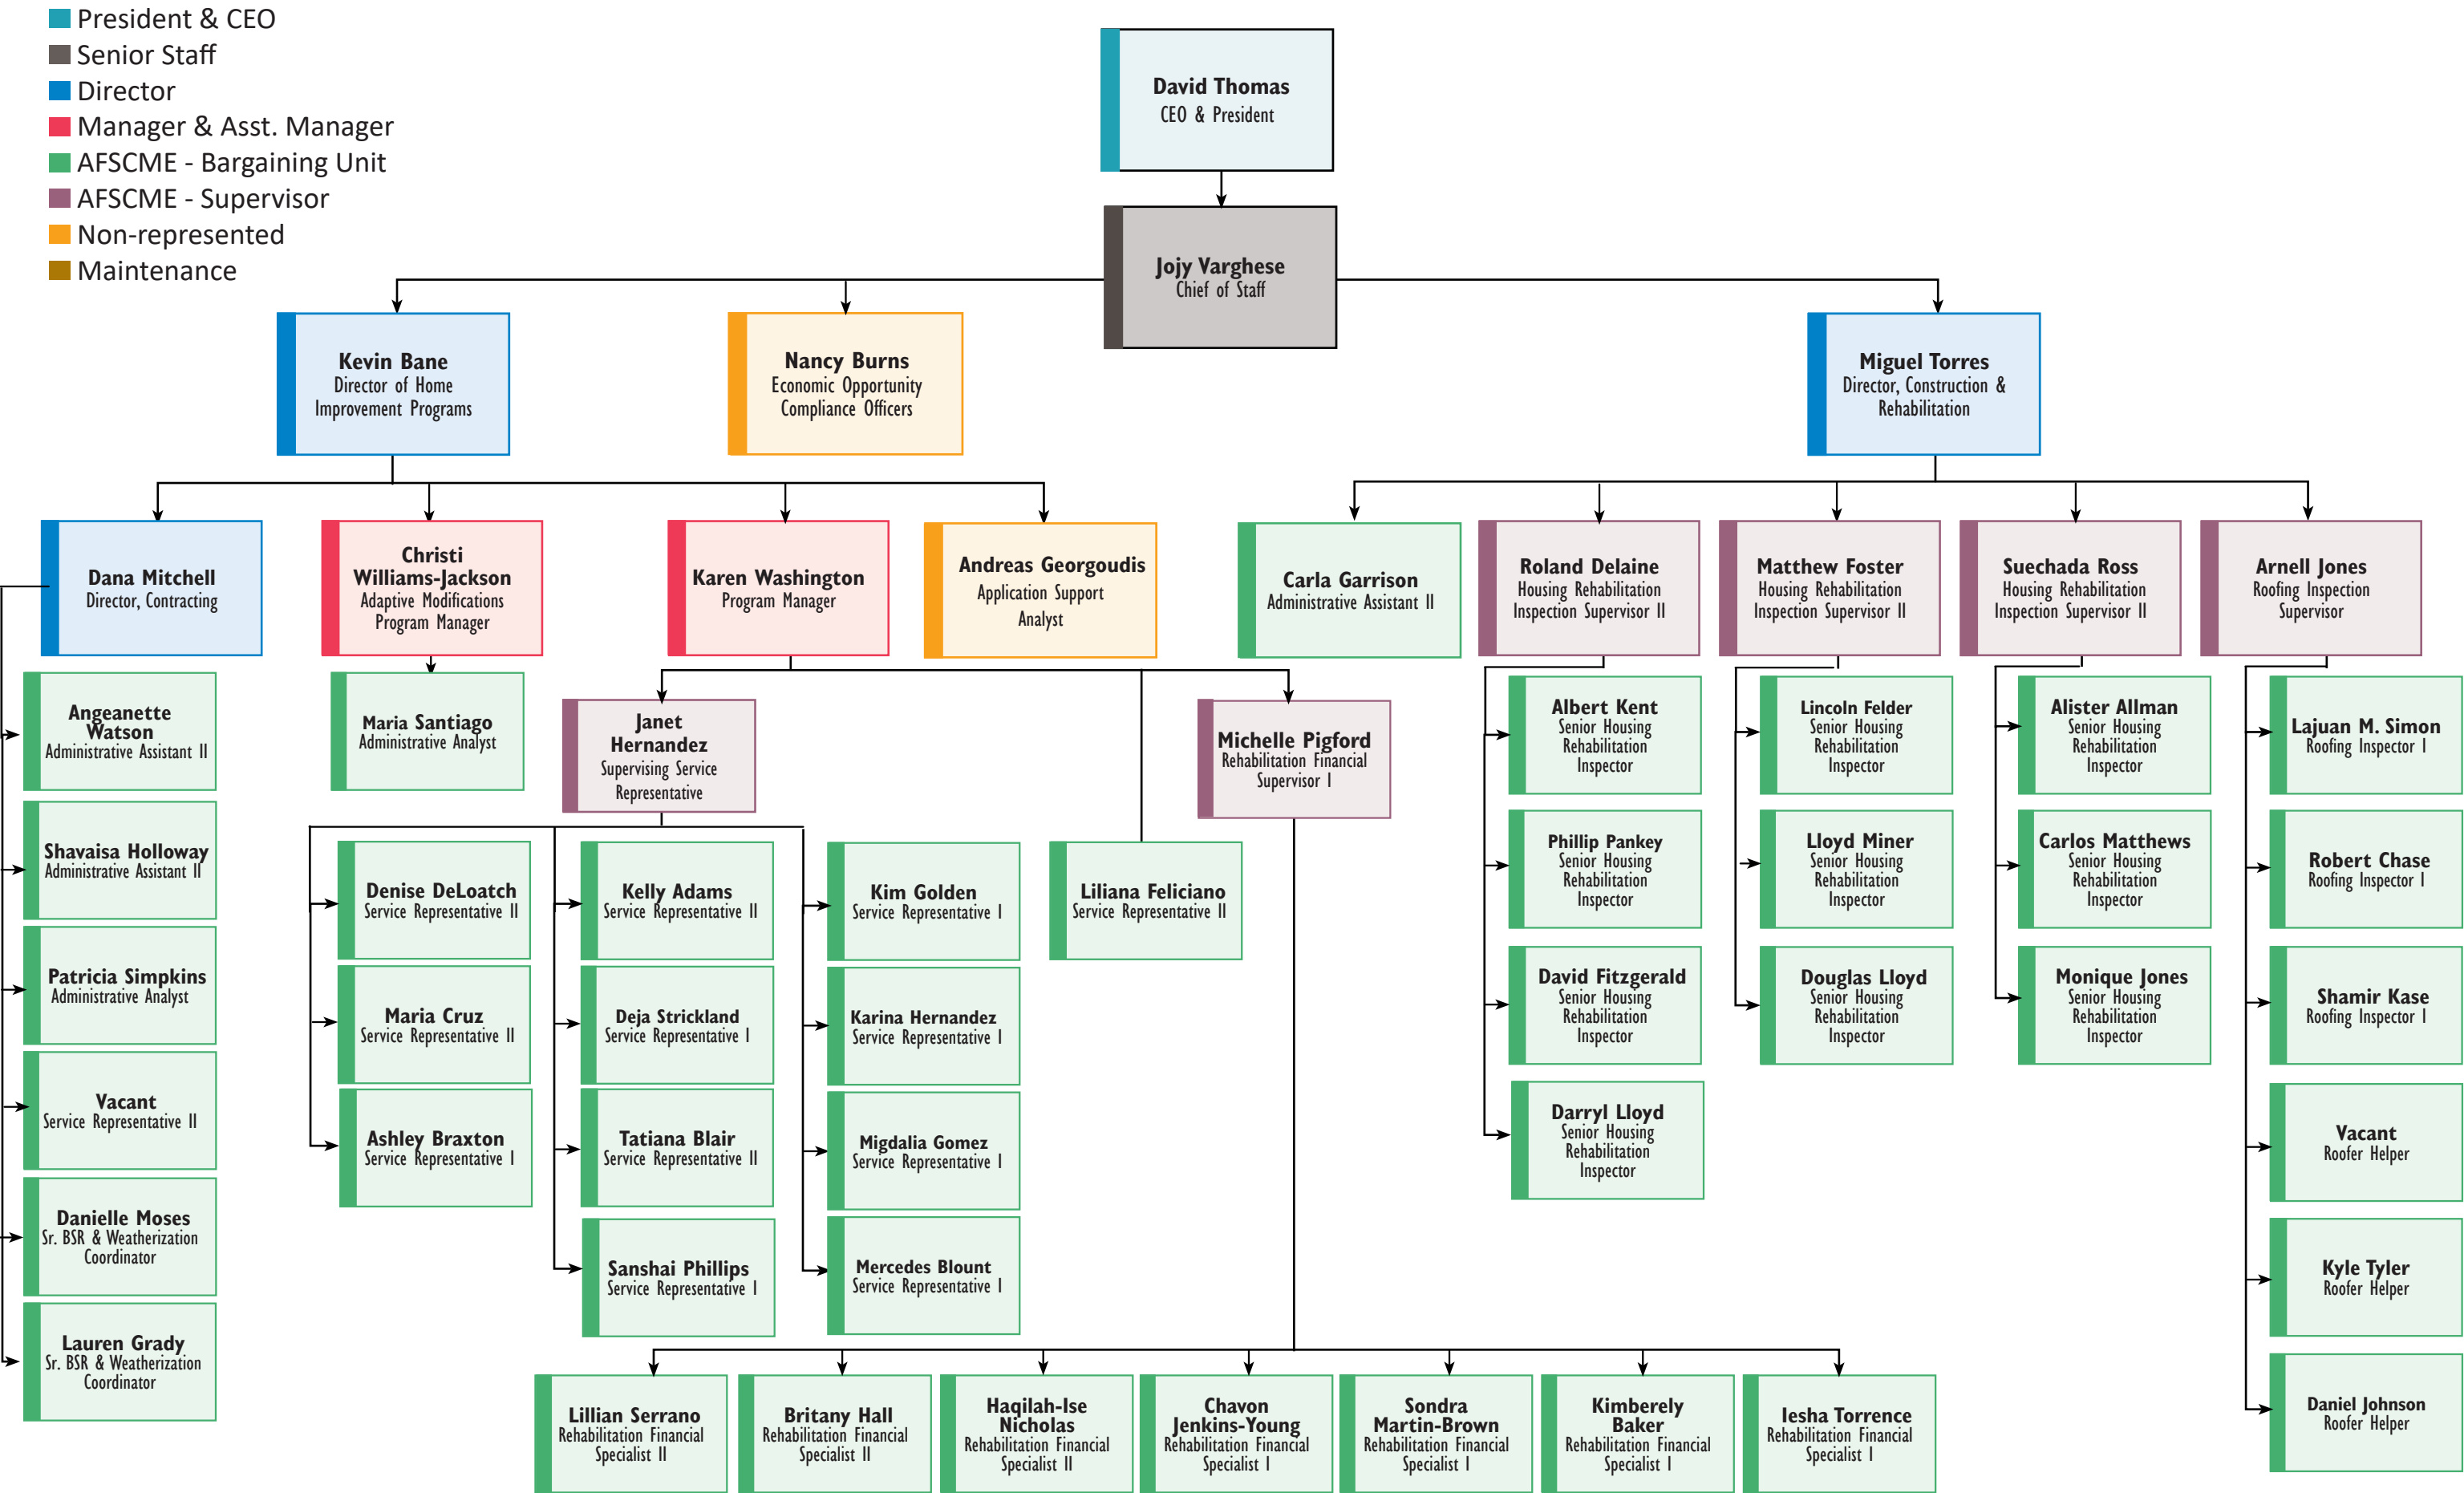 President & CEO
Senior Staff
Director
Manager & Asst. Manager
AFSCME - Bargaining Unit
AFSCME - Supervisor
Non-represented
Maintenance
David Thomas
CEO & President
Jojy Varghese
Chief of Staff
Kevin Bane
Director of Home
Improvement Programs
Nancy Burns
Economic Opportunity
Compliance Officers
Miguel Torres
Director, Construction &
Rehabilitation
Dana Mitchell
Director, Contracting
Christi
Williams-Jackson
Adaptive Modifications
Program Manager
Karen Washington
Program Manager
Andreas Georgoudis
Application Support
Analyst
Carla Garrison
Administrative Assistant II
Roland Delaine
Housing Rehabilitation
Inspection Supervisor II
Matthew Foster
Housing Rehabilitation
Inspection Supervisor II
Suechada Ross
Housing Rehabilitation
Inspection Supervisor II
Arnell Jones
Roofing Inspection
Supervisor
Angeanette
Watson
Administrative Assistant II
Shavaisa Holloway
Administrative Assistant II
Patricia Simpkins
Administrative Analyst
Vacant
Service Representative II
Danielle Moses
Sr. BSR & Weatherization
Coordinator
Lauren Grady
Sr. BSR & Weatherization
Coordinator
Maria Santiago
Administrative Analyst
Janet
Hernandez
Supervising Service
Representative
Michelle Pigford
Rehabilitation Financial
Supervisor I
Denise DeLoatch
Service Representative II
Maria Cruz
Service Representative II
Ashley Braxton
Service Representative I
Kelly Adams
Service Representative II
Deja Strickland
Service Representative I
Tatiana Blair
Service Representative II
Sanshai Phillips
Service Representative I
Kim Golden
Service Representative I
Karina Hernandez
Service Representative I
Migdalia Gomez
Service Representative I
Mercedes Blount
Service Representative I
Liliana Feliciano
Service Representative II
Albert Kent
Senior Housing
Rehabilitation
Inspector
Phillip Pankey
Senior Housing
Rehabilitation
Inspector
David Fitzgerald
Senior Housing
Rehabilitation
Inspector
Darryl Lloyd
Senior Housing
Rehabilitation
Inspector
Lincoln Felder
Senior Housing
Rehabilitation
Inspector
Lloyd Miner
Senior Housing
Rehabilitation
Inspector
Douglas Lloyd
Senior Housing
Rehabilitation
Inspector
Alister Allman
Senior Housing
Rehabilitation
Inspector
Carlos Matthews
Senior Housing
Rehabilitation
Inspector
Monique Jones
Senior Housing
Rehabilitation
Inspector
Lajuan M. Simon
Roofing Inspector I
Robert Chase
Roofing Inspector I
Shamir Kase
Roofing Inspector I
Vacant
Roofer Helper
Kyle Tyler
Roofer Helper
Daniel Johnson
Roofer Helper
Lillian Serrano
Rehabilitation Financial
Specialist II
Britany Hall
Rehabilitation Financial
Specialist II
Haqilah-Ise
Nicholas
Rehabilitation Financial
Specialist II
Chavon
Jenkins-Young
Rehabilitation Financial
Specialist I
Sondra
Martin-Brown
Rehabilitation Financial
Specialist I
Kimberely
Baker
Rehabilitation Financial
Specialist I
Iesha Torrence
Rehabilitation Financial
Specialist I